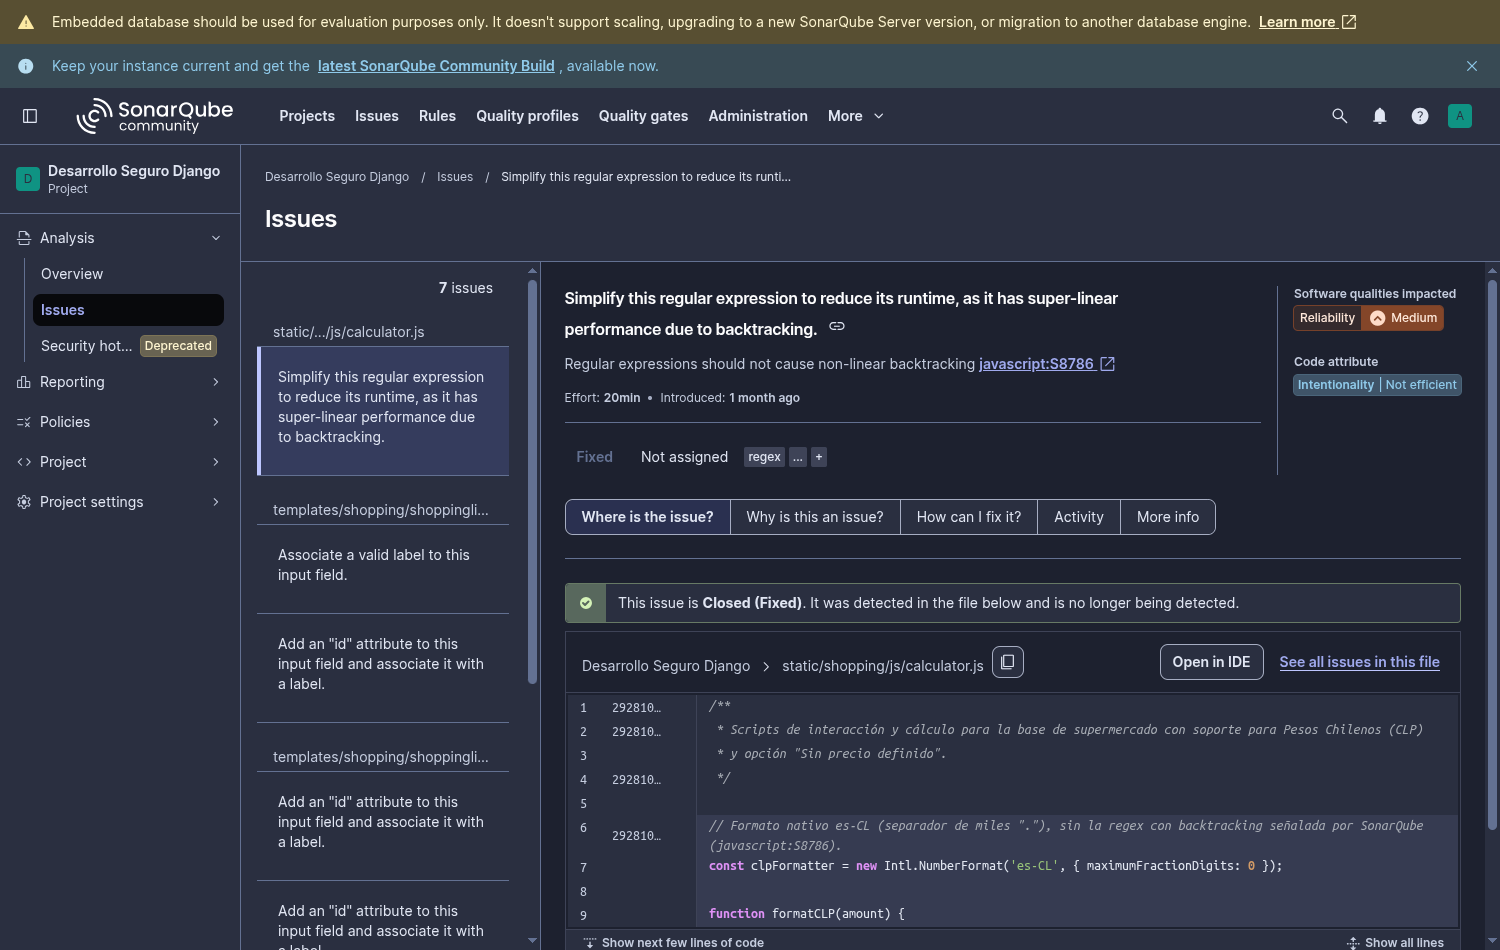 Embedded database should be used for evaluation purposes only. It doesn't support scaling, upgrading to a new SonarQube Server version, or migration to another database engine. Learn more
Keep your instance current and get the latest SonarQube Community Build , available now.
SonarQube community
Projects Issues Rules Quality profiles Quality gates Administration More
? A
D Desarrollo Seguro Django
Project
Analysis
Overview
Issues
Security hot... Deprecated
Reporting
Policies
Project
Project settings
Desarrollo Seguro Django / Issues / Simplify this regular expression to reduce its runti...
Issues
7 issues
static/.../js/calculator.js
Simplify this regular expression
to reduce its runtime, as it has
super-linear performance due
to backtracking.
templates/shopping/shoppingli...
Associate a valid label to this
input field.
Add an "id" attribute to this
input field and associate it with
a label.
templates/shopping/shoppingli...
Add an "id" attribute to this
input field and associate it with
a label.
Add an "id" attribute to this
input field and associate it with
a label.
Simplify this regular expression to reduce its runtime, as it has super-linear
performance due to backtracking.
Regular expressions should not cause non-linear backtracking javascript:S8786
Effort: 20min • Introduced: 1 month ago
Fixed Not assigned regex ... +
Software qualities impacted
Reliability Medium
Code attribute
Intentionality | Not efficient
Where is the issue? Why is this an issue? How can I fix it? Activity More info
This issue is Closed (Fixed). It was detected in the file below and is no longer being detected.
Desarrollo Seguro Django > static/shopping/js/calculator.js Open in IDE See all issues in this file
1 292810… /**
2 292810… * Scripts de interacción y cálculo para la base de supermercado con soporte para Pesos Chilenos (CLP)
3 * y opción "Sin precio definido".
4 292810… */
5
6 292810… // Formato nativo es-CL (separador de miles "."), sin la regex con backtracking señalada por SonarQube
(javascript:S8786).
7 const clpFormatter = new Intl.NumberFormat('es-CL', { maximumFractionDigits: 0 });
8
9 function formatCLP(amount) {
Show next few lines of code Show all lines